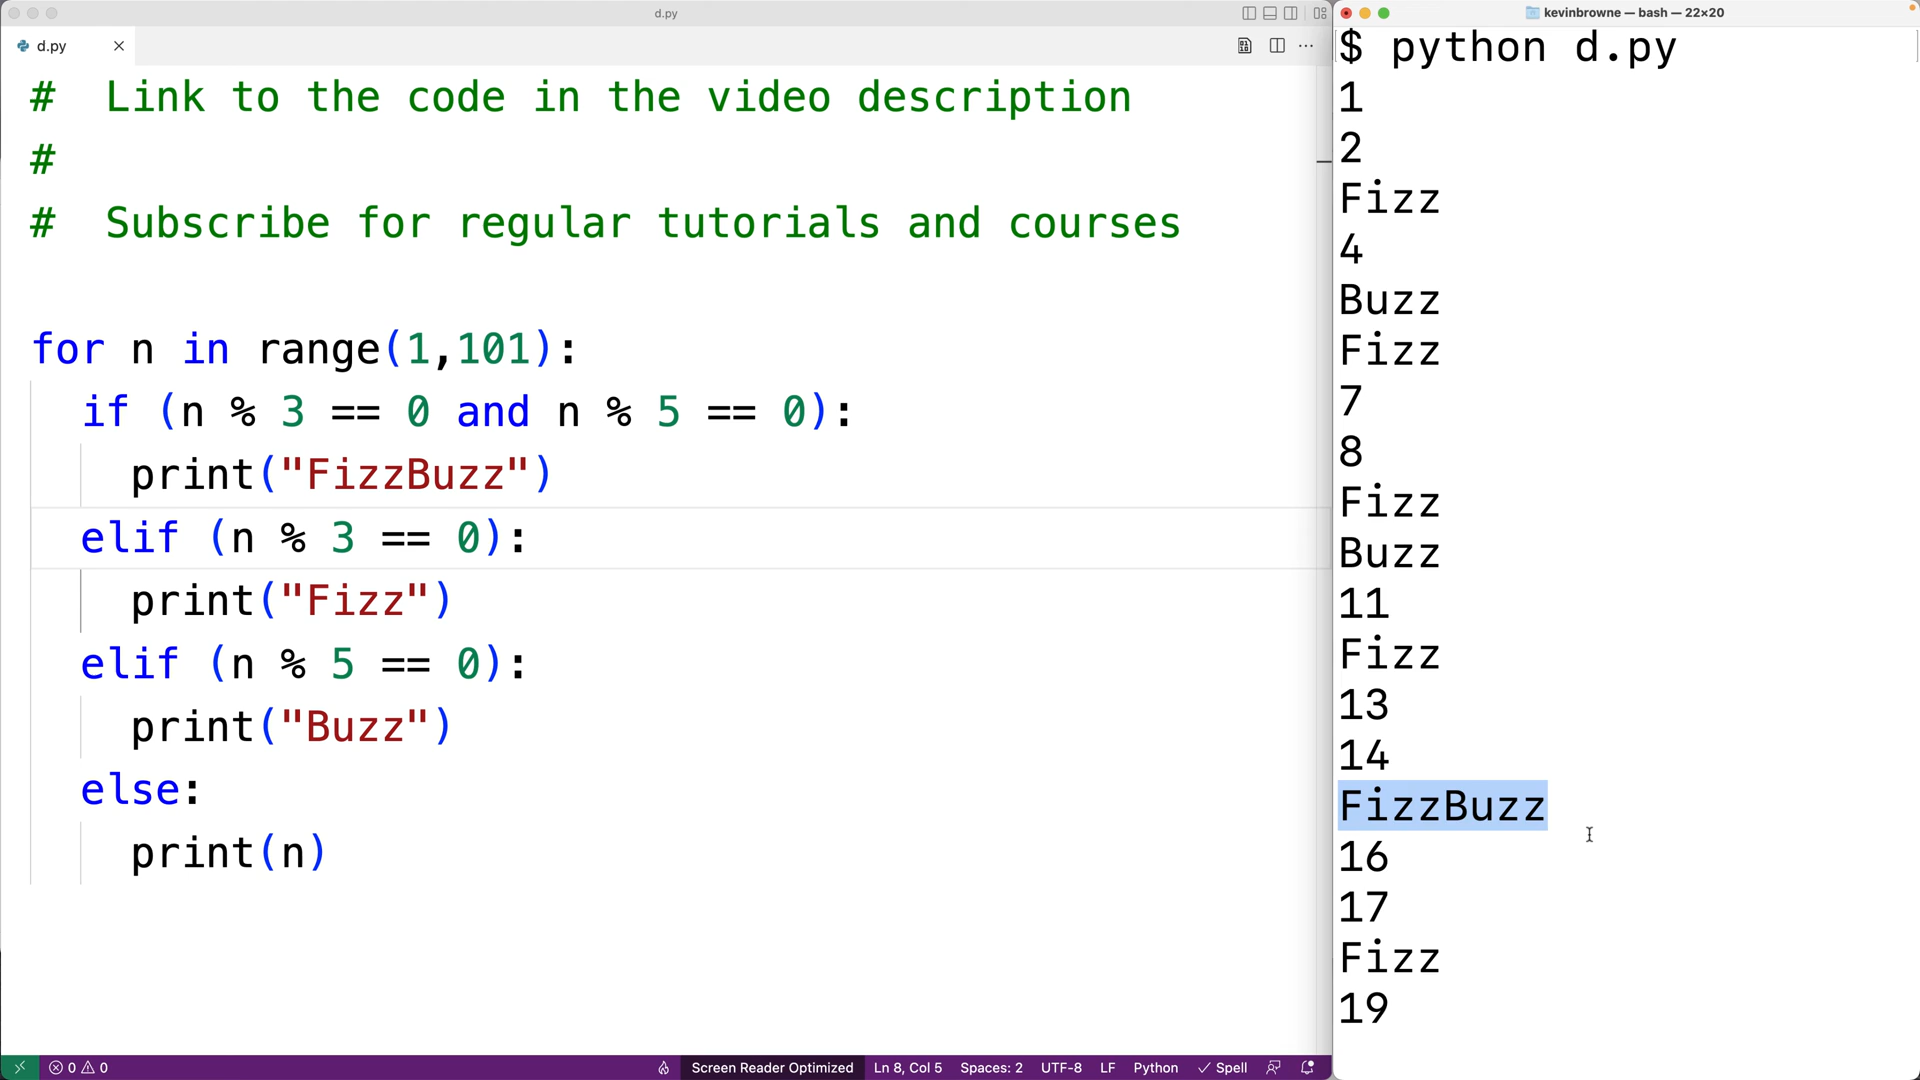 d.py
d.py
#  Link to the code in the video description
#
#  Subscribe for regular tutorials and courses
for n in range(1,101):
  if (n % 3 == 0 and n % 5 == 0):
    print("FizzBuzz")
  elif (n % 3 == 0):
    print("Fizz")
  elif (n % 5 == 0):
    print("Buzz")
  else:
    print(n)
0 0 Screen Reader Optimized Ln 8, Col 5 Spaces: 2 UTF-8 LF Python Spell
kevinbrowne — bash — 22×20
$ python d.py
1
2
Fizz
4
Buzz
Fizz
7
8
Fizz
Buzz
11
Fizz
13
14
FizzBuzz
16
17
Fizz
19